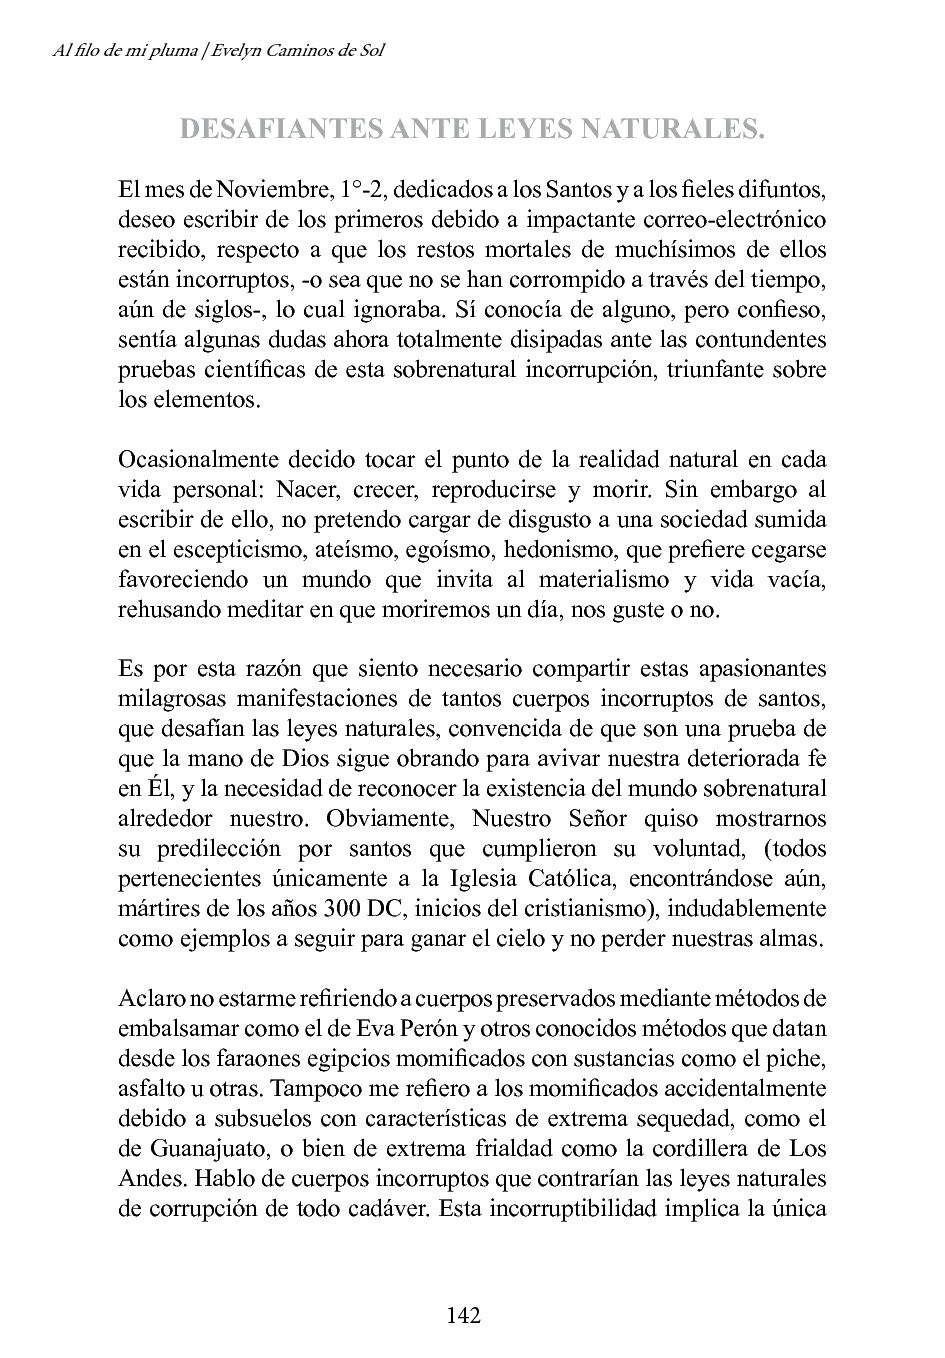 Al filo de mi pluma | Evelyn Caminos de Sol
DESAFIANTES ANTE LEYES NATURALES.
El mes de Noviembre, 1°-2, dedicados a los Santos y a los fieles difuntos,
deseo escribir de los primeros debido a impactante correo-electrónico
recibido, respecto a que los restos mortales de muchísimos de ellos
están incorruptos, -o sea que no se han corrompido a través del tiempo,
aún de siglos-, lo cual ignoraba. Sí conocía de alguno, pero confieso,
sentía algunas dudas ahora totalmente disipadas ante las contundentes
pruebas científicas de esta sobrenatural incorrupción, triunfante sobre
los elementos.
Ocasionalmente decido tocar el punto de la realidad natural en cada
vida personal: Nacer, crecer, reproducirse y morir. Sin embargo al
escribir de ello, no pretendo cargar de disgusto a una sociedad sumida
en el escepticismo, ateísmo, egoísmo, hedonismo, que prefiere cegarse
favoreciendo un mundo que invita al materialismo y vida vacía,
rehusando meditar en que moriremos un día, nos guste o no.
Es por esta razón que siento necesario compartir estas apasionantes
milagrosas manifestaciones de tantos cuerpos incorruptos de santos,
que desafían las leyes naturales, convencida de que son una prueba de
que la mano de Dios sigue obrando para avivar nuestra deteriorada fe
en Él, y la necesidad de reconocer la existencia del mundo sobrenatural
alrededor nuestro. Obviamente, Nuestro Señor quiso mostrarnos
su predilección por santos que cumplieron su voluntad, (todos
pertenecientes únicamente a la Iglesia Católica, encontrándose aún,
mártires de los años 300 DC, inicios del cristianismo), indudablemente
como ejemplos a seguir para ganar el cielo y no perder nuestras almas.
Aclaro no estarme refiriendo a cuerpos preservados mediante métodos de
embalsamar como el de Eva Perón y otros conocidos métodos que datan
desde los faraones egipcios momificados con sustancias como el piche,
asfalto u otras. Tampoco me refiero a los momificados accidentalmente
debido a subsuelos con características de extrema sequedad, como el
de Guanajuato, o bien de extrema frialdad como la cordillera de Los
Andes. Hablo de cuerpos incorruptos que contrarían las leyes naturales
de corrupción de todo cadáver. Esta incorruptibilidad implica la única
142